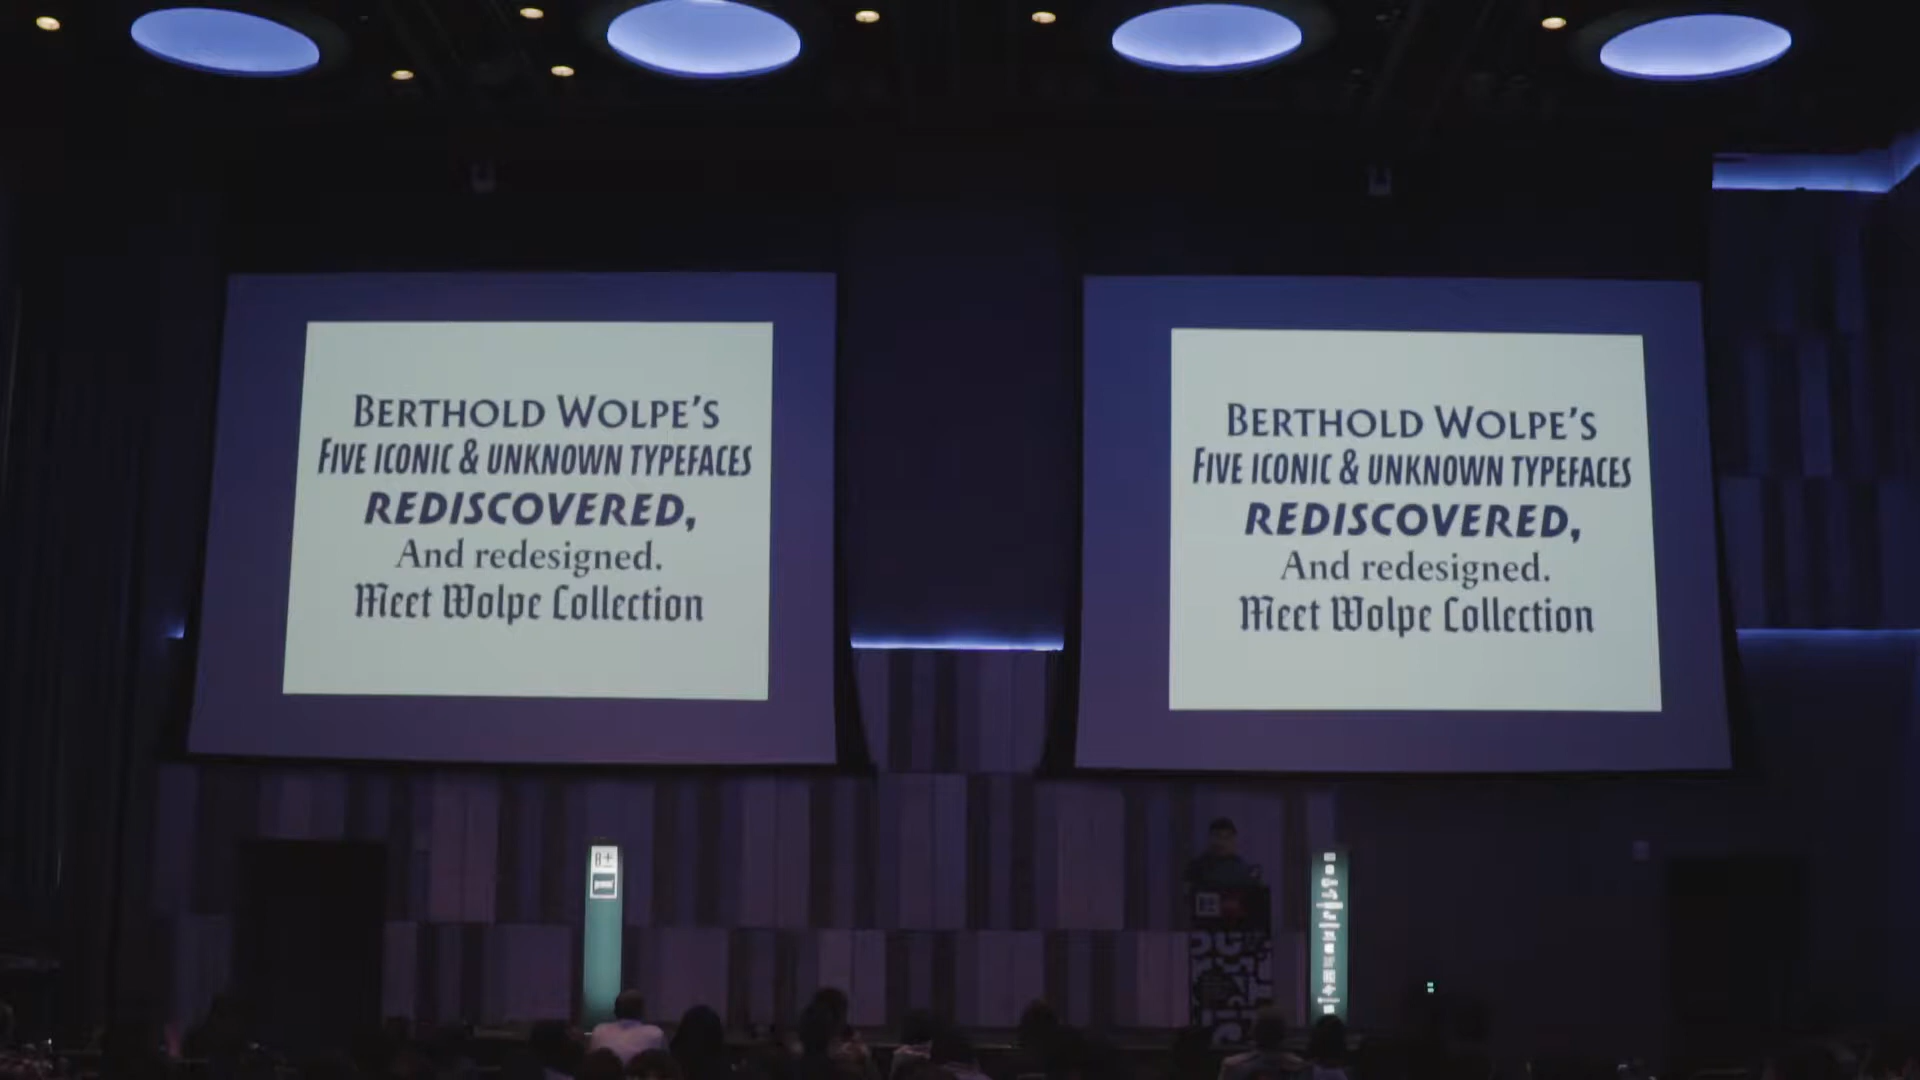 BERTHOLD WOLPE'S
FIVE ICONIC & UNKNOWN TYPEFACES
REDISCOVERED,
And redesigned.
Meet Wolpe Collection
BERTHOLD WOLPE'S
FIVE ICONIC & UNKNOWN TYPEFACES
REDISCOVERED,
And redesigned.
Meet Wolpe Collection